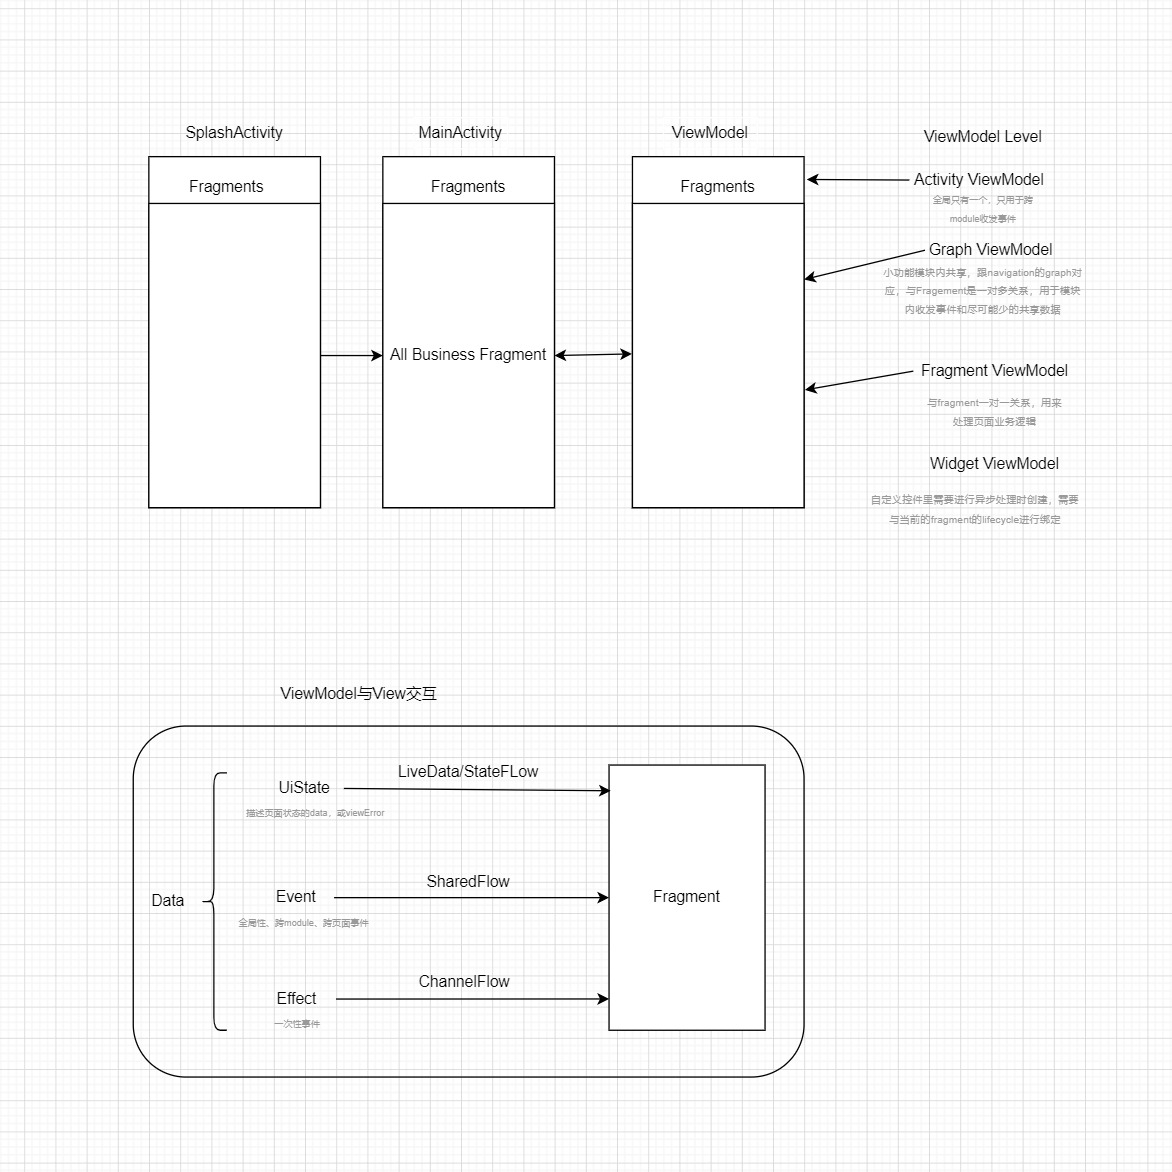 SplashActivity
MainActivity
ViewModel
ViewModel Level
Fragments
Fragments
Fragments
Activity ViewModel
全局只有一个、只用于跨
module收发事件
Graph ViewModel
小功能模块内共享，跟navigation的graph对
应，与Fragement是一对多关系，用于模块
内收发事件和尽可能少的共享数据
All Business Fragment
Fragment ViewModel
与fragment一对一关系，用来
处理页面业务逻辑
Widget ViewModel
自定义控件里需要进行异步处理时创建，需要
与当前的fragment的lifecycle进行绑定
ViewModel与View交互
LiveData/StateFLow
UiState
描述页面状态的data，或viewError
SharedFlow
Data
Event
Fragment
全局性、跨module、跨页面事件
ChannelFlow
Effect
一次性事件